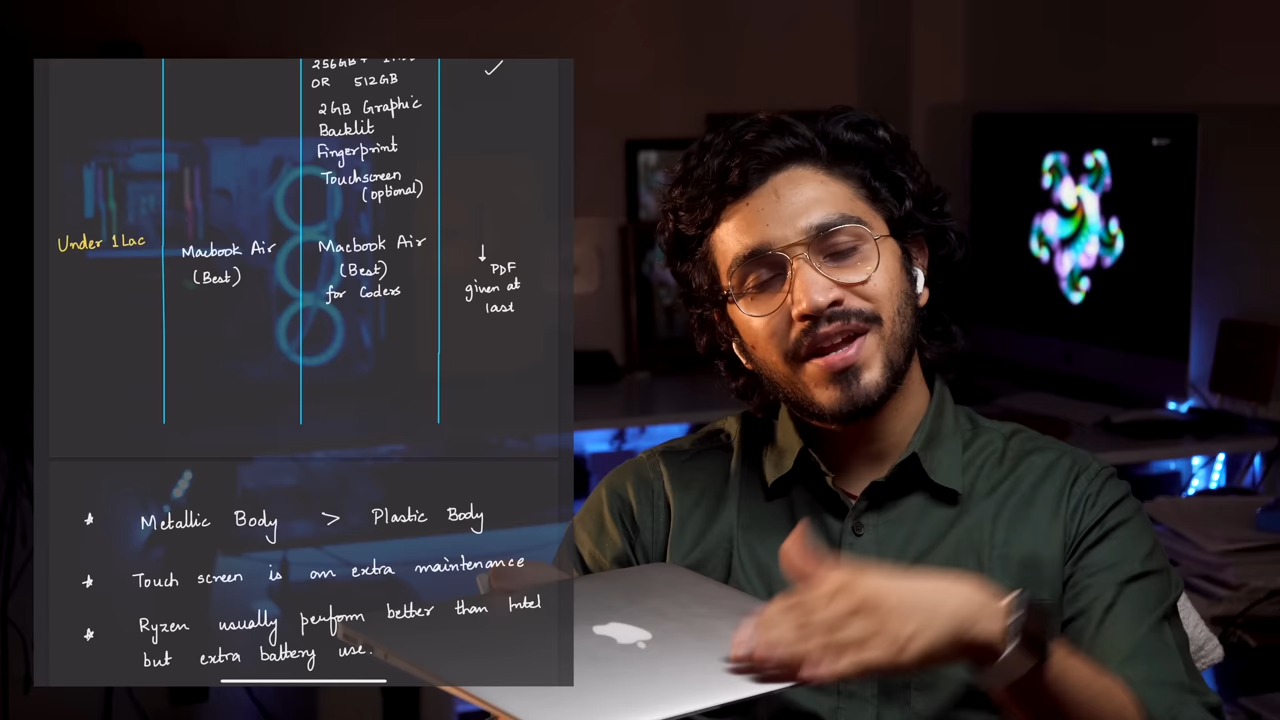 256GB+
OR 512GB
2GB Graphic
Backlit
Fingerprint
Touchscreen
(optional)
Under 1 Lac
Macbook Air
(Best)
Macbook Air
(Best)
for Coders
PDF
given at
last
* Metallic Body > Plastic Body
* Touch screen is an extra maintenance
* Ryzen usually perform better than Intel
but extra battery use.